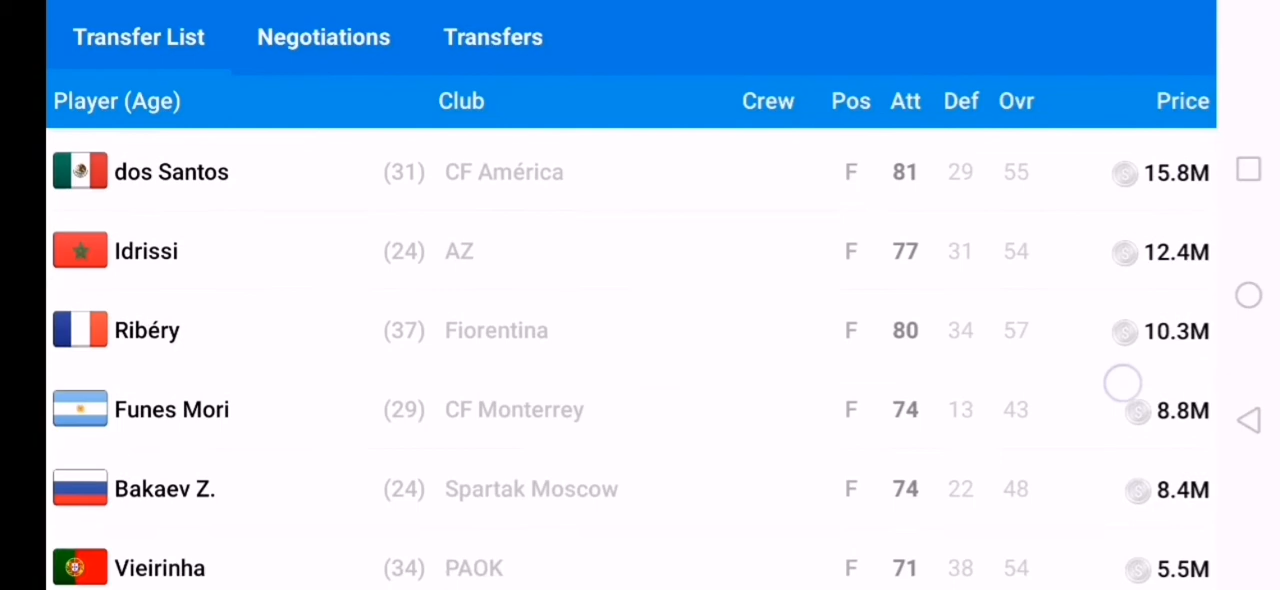 Transfer List Negotiations Transfers
Player (Age) Club Crew Pos Att Def Ovr Price
dos Santos (31) CF América F 81 29 55 15.8M
Idrissi (24) AZ F 77 31 54 12.4M
Ribéry (37) Fiorentina F 80 34 57 10.3M
Funes Mori (29) CF Monterrey F 74 13 43 8.8M
Bakaev Z. (24) Spartak Moscow F 74 22 48 8.4M
Vieirinha (34) PAOK F 71 38 54 5.5M